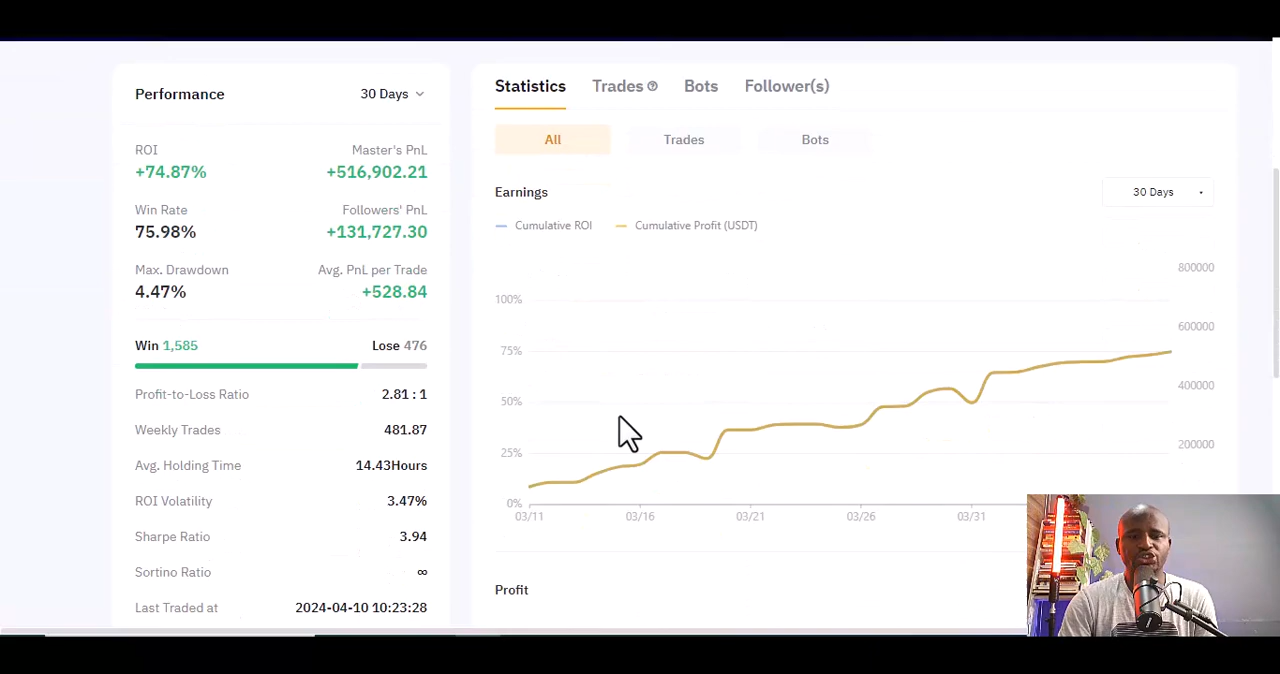 Performance
30 Days
ROI
Master's PnL
+74.87%
+516,902.21
Win Rate
Followers' PnL
75.98%
+131,727.30
Max. Drawdown
Avg. PnL per Trade
4.47%
+528.84
Win 1,585
Lose 476
Profit-to-Loss Ratio
2.81 : 1
Weekly Trades
481.87
Avg. Holding Time
14.43Hours
ROI Volatility
3.47%
Sharpe Ratio
3.94
Sortino Ratio
∞
Last Traded at
2024-04-10 10:23:28
Statistics
Trades
Bots
Follower(s)
All
Trades
Bots
Earnings
30 Days
Cumulative ROI
Cumulative Profit (USDT)
100%
75%
50%
25%
0%
800000
600000
400000
200000
03/11
03/16
03/21
03/26
03/31
Profit